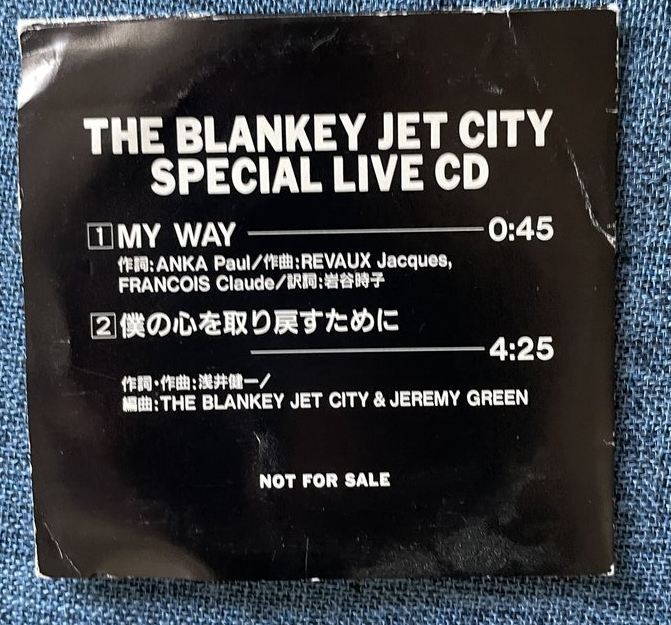 THE BLANKEY JET CITY
SPECIAL LIVE CD
1 MY WAY 0:45
作詞:ANKA Paul/作曲:REVAUX Jacques,
FRANCOIS Claude/訳詞:岩谷時子
2 僕の心を取り戻すために
4:25
作詞・作曲:浅井健一/
編曲:THE BLANKEY JET CITY & JEREMY GREEN
NOT FOR SALE